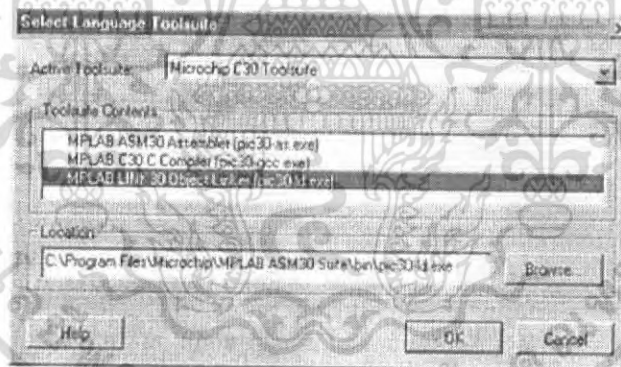 Select Language Toolsuite
Active Toolsuite: Microchip C30 Toolsuite
Toolsuite Contents
MPLAB ASM30 Assembler (pic30-as.exe)
MPLAB C30 C Compiler (pic30-gcc.exe)
MPLAB LINK30 Object Linker (pic30-ld.exe)
Location
C:\Program Files\Microchip\MPLAB ASM30 Suite\bin\pic30-ld.exe Browse...
Help OK Cancel